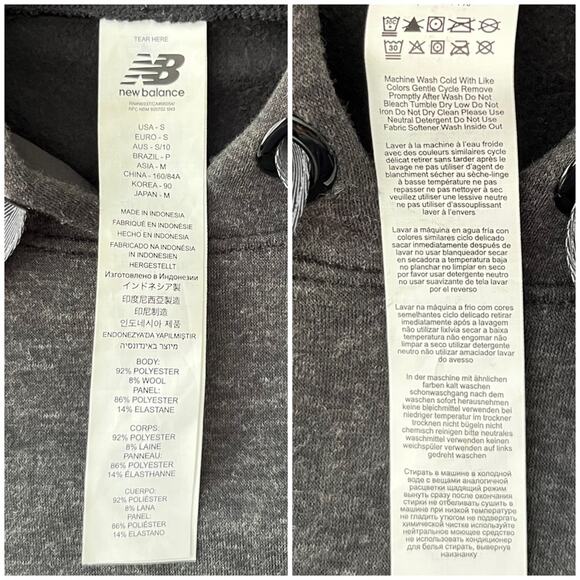 TEAR HERE
new balance
USA - S
EURO - S
AUS - S/10
BRAZIL - P
ASIA - M
CHINA - 160/84A
KOREA - 90
JAPAN - M
MADE IN INDONESIA
FABRIQUÉ EN INDONÉSIE
HECHO EN INDONESIA
FABRICADO NA INDONÉSIA
IN INDONESIEN
HERGESTELLT
Изготовлено в Индонезии
インドネシア製
印度尼西亞製造
印尼制造
인도네시아 제품
ENDONEZYA'DA YAPILMIŞTIR
מיוצר באינדונסיה
BODY:
92% POLYESTER
8% WOOL
PANEL:
86% POLYESTER
14% ELASTANE
CORPS:
92% POLYESTER
8% LAINE
PANNEAU:
86% POLYESTER
14% ÉLASTHANNE
CUERPO:
92% POLIÉSTER
8% LANA
PANEL:
86% POLIÉSTER
14% ELASTANO
30
Machine Wash Cold With Like
Colors Gentle Cycle Remove
Promptly After Wash Do Not
Bleach Tumble Dry Low Do Not
Iron Do Not Dry Clean Please Use
Neutral Detergent Do Not Use
Fabric Softener Wash Inside Out
Laver à la machine à l'eau froide
avec des couleurs similaires cycle
délicat retirer sans tarder après le
lavage ne pas utiliser d'agent de
blanchiment sécher au sèche-linge
à basse température ne pas
repasser ne pas nettoyer à sec
veuillez utiliser une lessive neutre
ne pas utiliser d'assouplissant
laver à l'envers
Lavar a máquina en agua fría con
colores similares ciclo delicado
sacar inmediatamente después de
lavar no usar blanqueador secar
en secadora a temperatura baja
no planchar no limpiar en seco
por favor usar detergente neutro
no usar suavizante de tela lavar
por el reverso
Lavar na máquina a frio com cores
semelhantes ciclo delicado retirar
imediatamente após a lavagem
não utilizar lixívia secar a baixa
temperatura não engomar não
limpar a seco utilizar detergente
neutro não utilizar amaciador lavar
do avesso
In der maschine mit ähnlichen
farben kalt waschen
schonwaschgang nach dem
waschen sofort herausnehmen
keine bleichmittel verwenden bei
niedriger temperatur im trockner
trocknen nicht bügeln nicht
chemisch reinigen bitte neutrales
waschmittel verwenden keinen
weichspüler verwenden auf links
gedreht waschen
Стирать в машине в холодной
воде с вещами аналогичной
расцветки щадящий режим
вынуть сразу после окончания
стирки не отбеливать сушить в
машине при низкой температуре
не гладить утюгом не подвергать
химической чистке используйте
нейтральное моющее средство
не использовать кондиционер
для белья стирать, вывернув
наизнанку